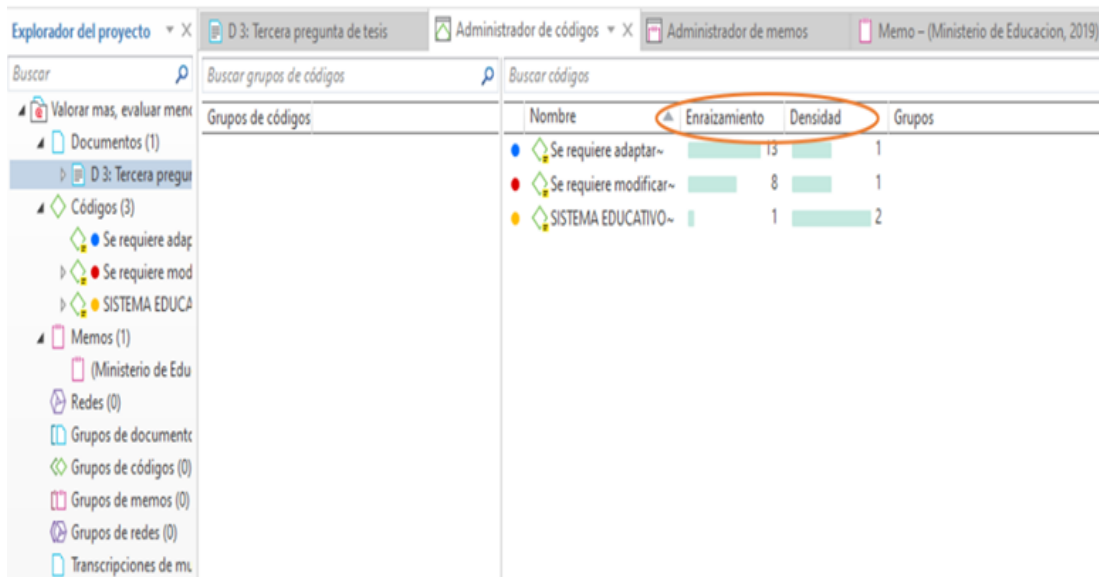 Explorador del proyecto
D 3: Tercera pregunta de tesis
Administrador de códigos
Administrador de memos
Memo – (Ministerio de Educacion, 2019)
Buscar
Buscar grupos de códigos
Buscar códigos
Valorar mas, evaluar menc
Documentos (1)
D 3: Tercera pregur
Códigos (3)
Se requiere adap
Se requiere mod
SISTEMA EDUCA
Memos (1)
(Ministerio de Edu
Redes (0)
Grupos de documento
Grupos de códigos (0)
Grupos de memos (0)
Grupos de redes (0)
Transcripciones de mu
Grupos de códigos
Nombre Enraizamiento Densidad Grupos
Se requiere adaptar~ 13 1
Se requiere modificar~ 8 1
SISTEMA EDUCATIVO~ 1 2